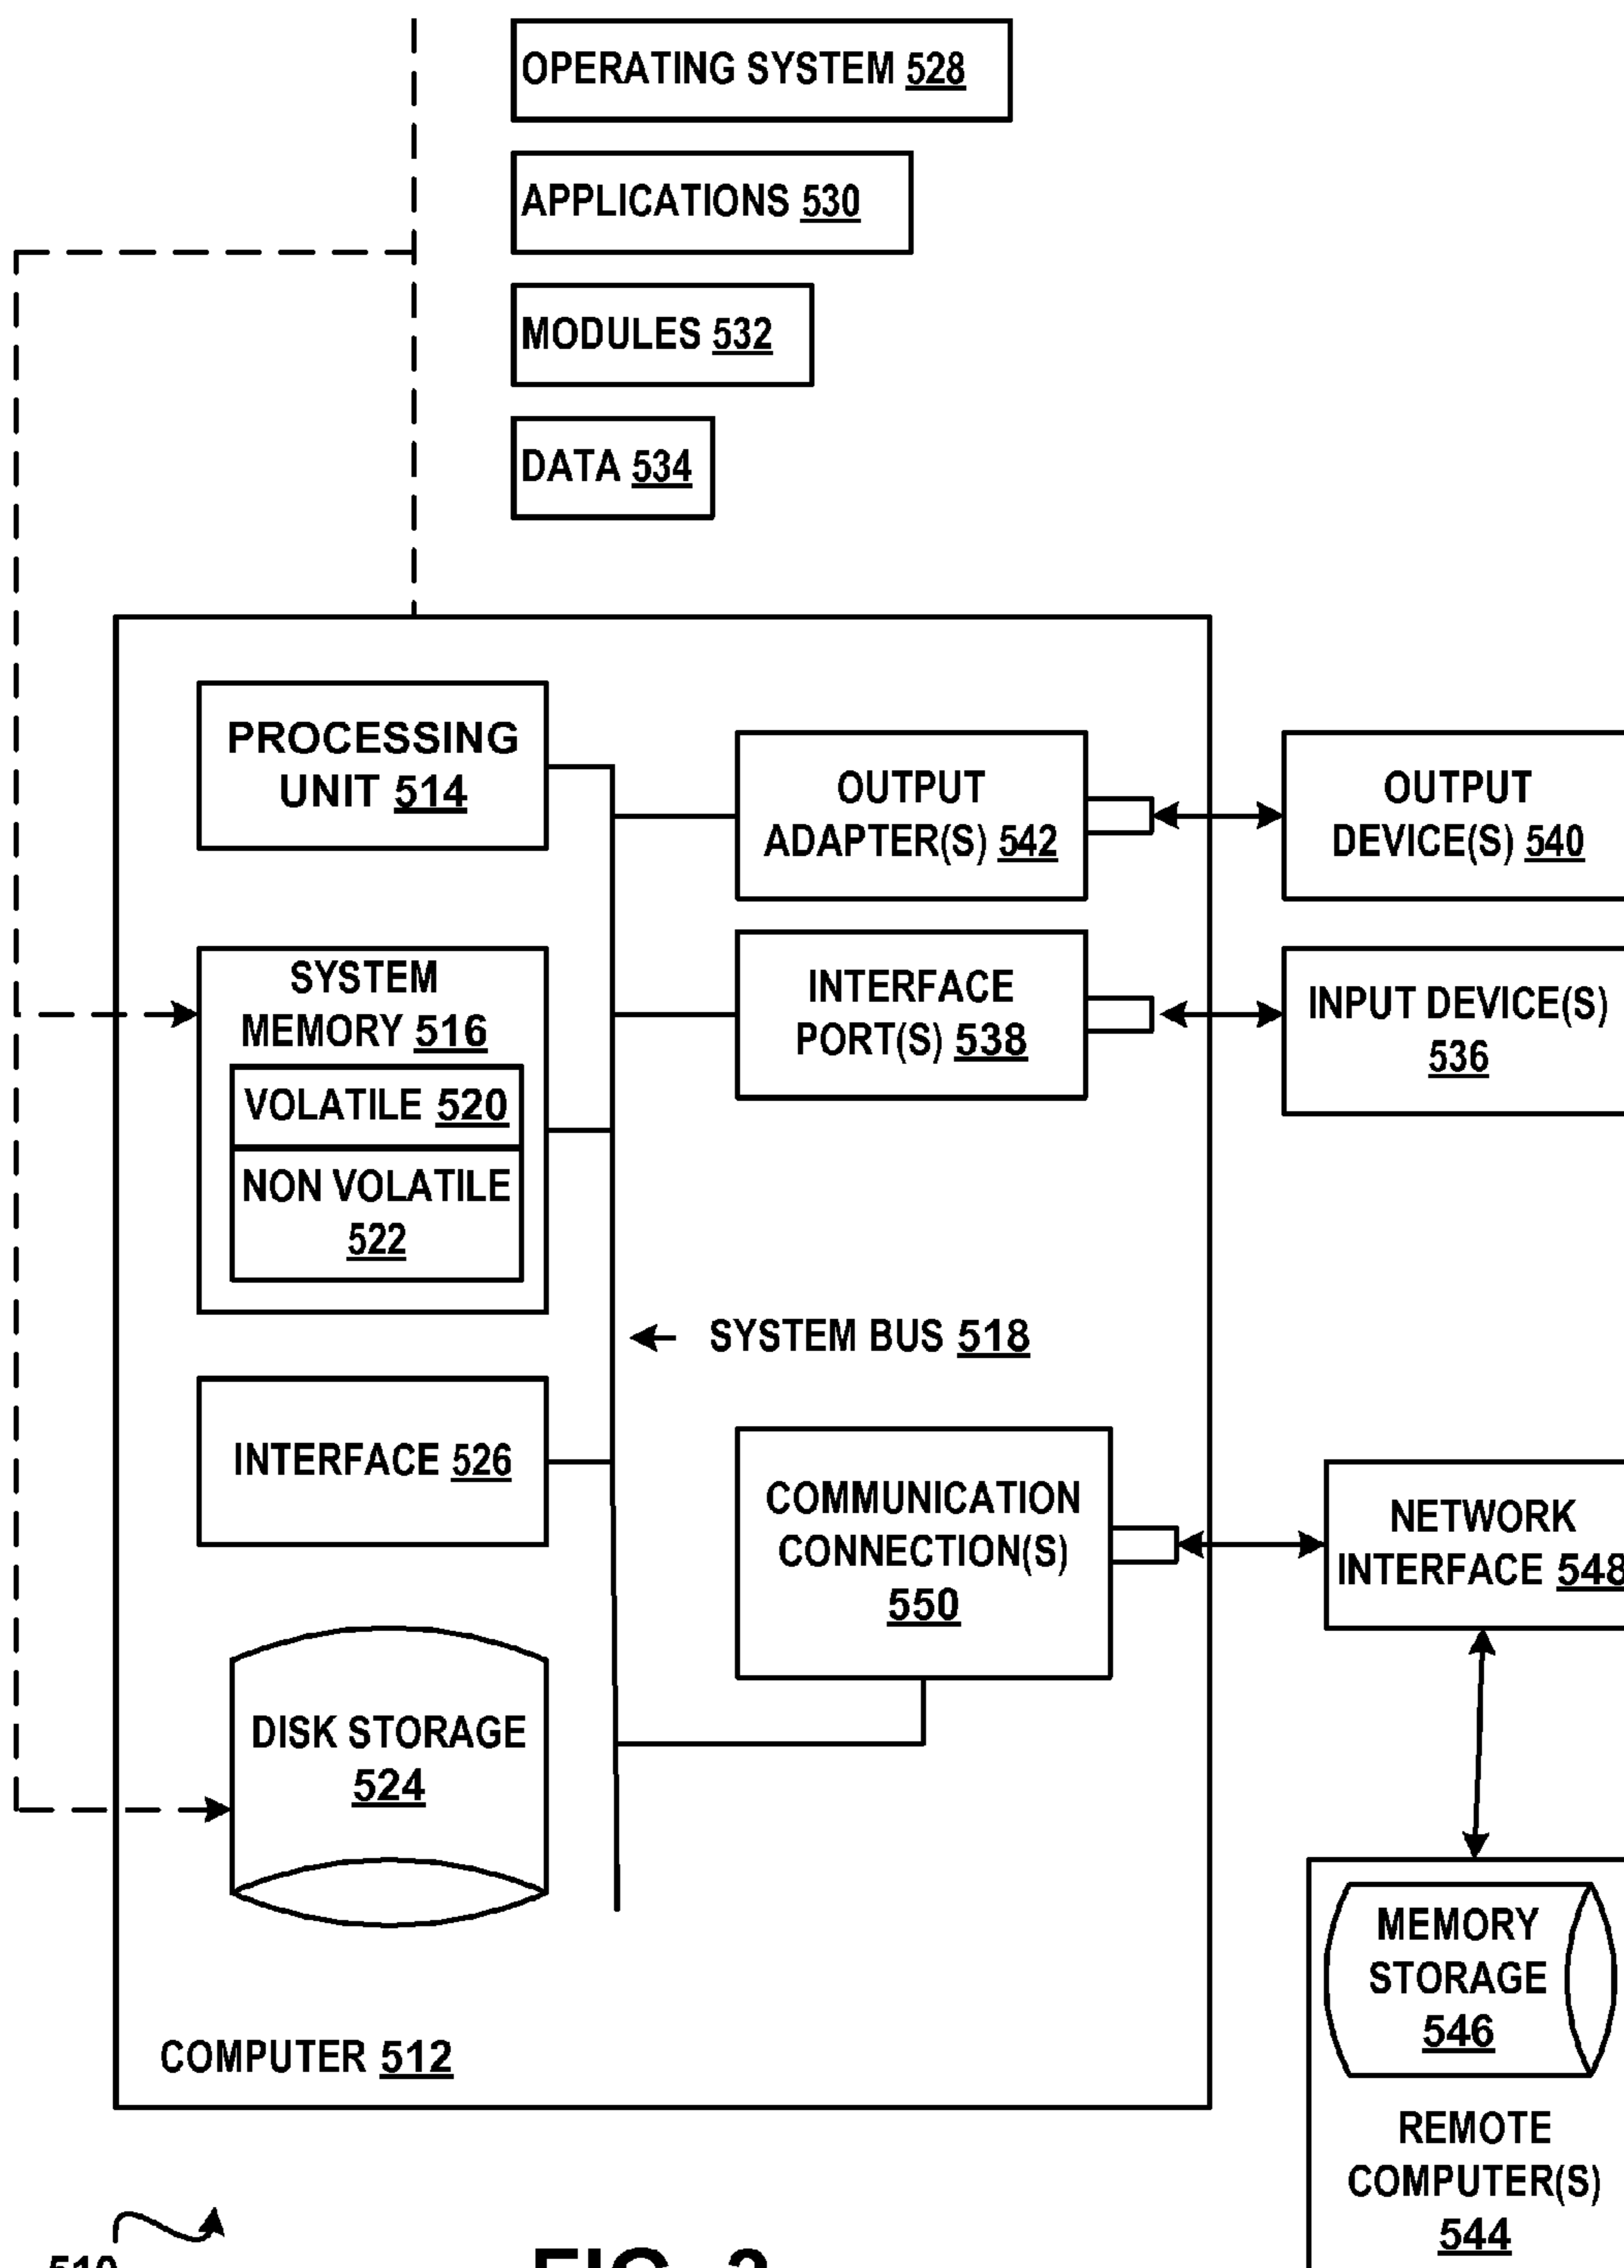 OPERATING SYSTEM 528
APPLICATIONS 530
MODULES 532
DATA 534
PROCESSING
UNIT 514
OUTPUT
ADAPTER(S) 542
OUTPUT
DEVICE(S) 540
SYSTEM
MEMORY 516
VOLATILE 520
NON VOLATILE
522
INTERFACE
PORT(S) 538
INPUT DEVICE(S)
536
SYSTEM BUS 518
INTERFACE 526
COMMUNICATION
CONNECTION(S)
550
NETWORK
INTERFACE 548
DISK STORAGE
524
MEMORY
STORAGE
546
REMOTE
COMPUTER(S)
544
COMPUTER 512
FIG.